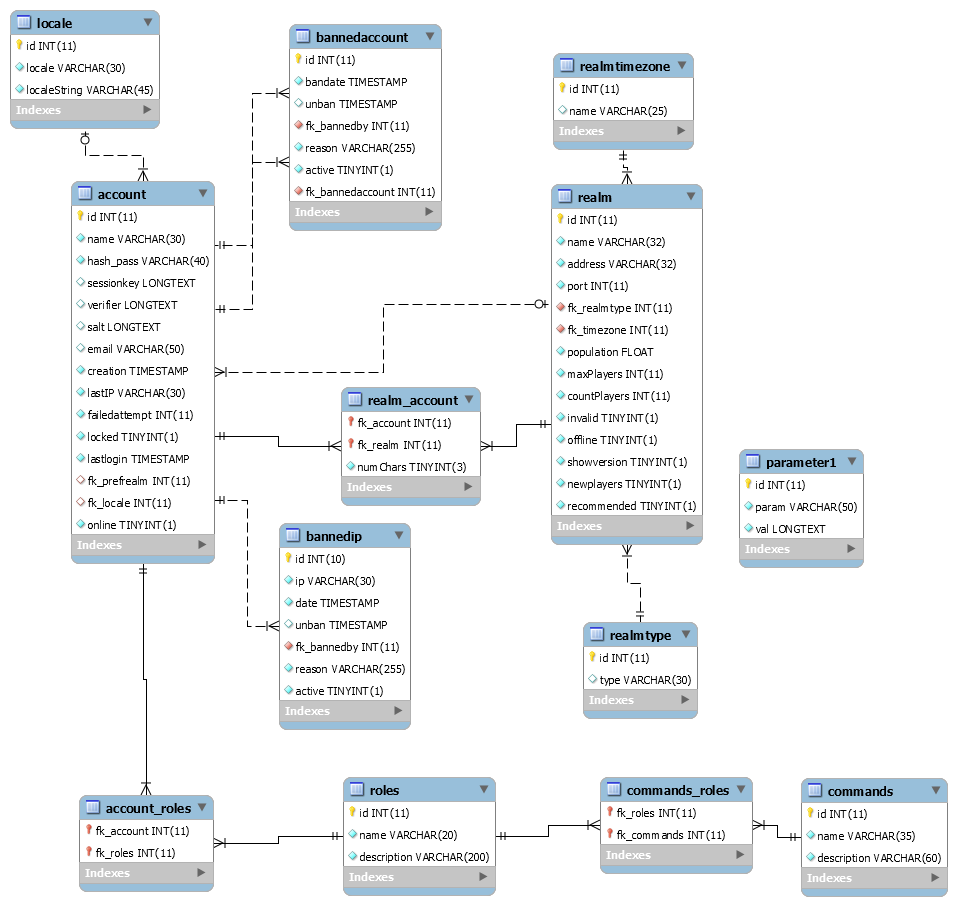 locale
id INT(11)
locale VARCHAR(30)
localeString VARCHAR(45)
Indexes
bannedaccount
id INT(11)
bandate TIMESTAMP
unban TIMESTAMP
fk_bannedby INT(11)
reason VARCHAR(255)
active TINYINT(1)
fk_bannedaccount INT(11)
Indexes
realmtimezone
id INT(11)
name VARCHAR(25)
Indexes
account
id INT(11)
name VARCHAR(30)
hash_pass VARCHAR(40)
sessionkey LONGTEXT
verifier LONGTEXT
salt LONGTEXT
email VARCHAR(50)
creation TIMESTAMP
lastIP VARCHAR(30)
failedattempt INT(11)
locked TINYINT(1)
lastlogin TIMESTAMP
fk_prefrealm INT(11)
fk_locale INT(11)
online TINYINT(1)
Indexes
realm
id INT(11)
name VARCHAR(32)
address VARCHAR(32)
port INT(11)
fk_realmtype INT(11)
fk_timezone INT(11)
population FLOAT
maxPlayers INT(11)
countPlayers INT(11)
invalid TINYINT(1)
offline TINYINT(1)
showversion TINYINT(1)
newplayers TINYINT(1)
recommended TINYINT(1)
Indexes
realm_account
fk_account INT(11)
fk_realm INT(11)
numChars TINYINT(3)
Indexes
parameter1
id INT(11)
param VARCHAR(50)
val LONGTEXT
Indexes
bannedip
id INT(10)
ip VARCHAR(30)
date TIMESTAMP
unban TIMESTAMP
fk_bannedby INT(11)
reason VARCHAR(255)
active TINYINT(1)
Indexes
realmtype
id INT(11)
type VARCHAR(30)
Indexes
account_roles
fk_account INT(11)
fk_roles INT(11)
Indexes
roles
id INT(11)
name VARCHAR(20)
description VARCHAR(200)
Indexes
commands_roles
fk_roles INT(11)
fk_commands INT(11)
Indexes
commands
id INT(11)
name VARCHAR(35)
description VARCHAR(60)
Indexes